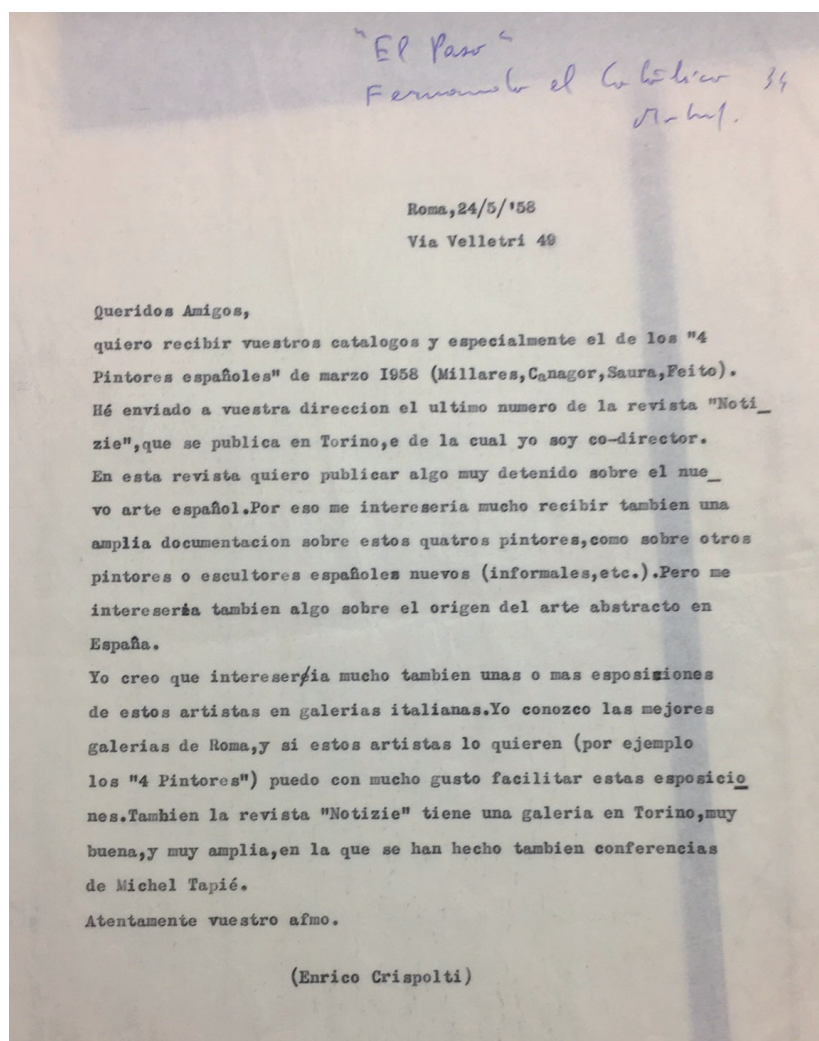 "El Paso"
Fernando el Católico 34
Roma,24/5/'58
Via Velletri 49
Queridos Amigos,
quiero recibir vuestros catalogos y especialmente el de los "4
Pintores españoles" de marzo I958 (Millares,Canagor,Saura,Feito).
Hé enviado a vuestra direccion el ultimo numero de la revista "Noti_
zie",que se publica en Torino,e de la cual yo soy co-director.
En esta revista quiero publicar algo muy detenido sobre el nue_
vo arte español.Por eso me intereseria mucho recibir tambien una
amplia documentacion sobre estos quatros pintores,como sobre otros
pintores o escultores españoles nuevos (informales,etc.).Pero me
intereseria tambien algo sobre el origen del arte abstracto en
España.
Yo creo que intereseria mucho tambien unas o mas esposiciones
de estos artistas en galerias italianas.Yo conozco las mejores
galerias de Roma,y si estos artistas lo quieren (por ejemplo
los "4 Pintores") puedo con mucho gusto facilitar estas esposicio_
nes.Tambien la revista "Notizie" tiene una galeria en Torino,muy
buena,y muy amplia,en la que se han hecho tambien conferencias
de Michel Tapié.
Atentamente vuestro afmo.
(Enrico Crispolti)